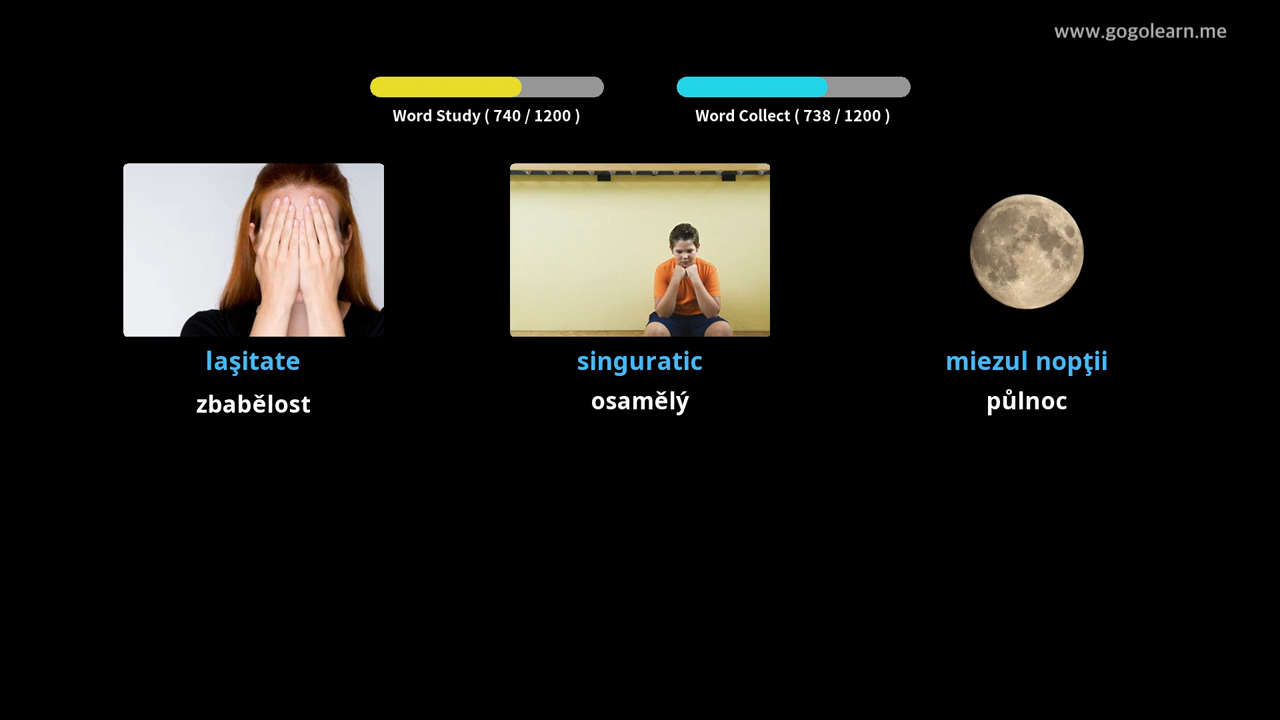 www.gogolearn.me
Word Study ( 740 / 1200 )
Word Collect ( 738 / 1200 )
laşitate
singuratic
miezul nopţii
zbabělost
osamělý
půlnoc